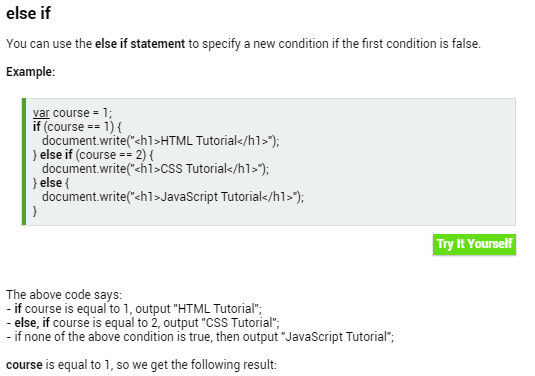 else if
You can use the else if statement to specify a new condition if the first condition is false.
Example:
var course = 1;
if (course == 1) {
document.write("<h1>HTML Tutorial</h1>");
} else if (course == 2) {
document.write("<h1>CSS Tutorial</h1>");
} else {
document.write("<h1>JavaScript Tutorial</h1>");
}
Try It Yourself
The above code says:
- if course is equal to 1, output "HTML Tutorial";
- else, if course is equal to 2, output "CSS Tutorial";
- if none of the above condition is true, then output "JavaScript Tutorial";
course is equal to 1, so we get the following result: